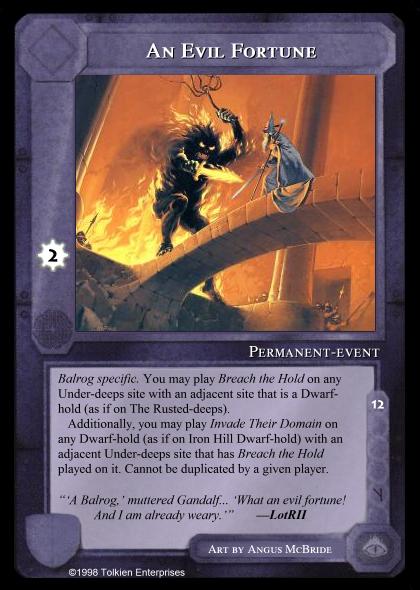 An Evil Fortune
2
Permanent-event
Balrog specific. You may play Breach the Hold on any
Under-deeps site with an adjacent site that is a Dwarf-
hold (as if on The Rusted-deeps).
Additionally, you may play Invade Their Domain on
any Dwarf-hold (as if on Iron Hill Dwarf-hold) with an
adjacent Under-deeps site that has Breach the Hold
played on it. Cannot be duplicated by a given player.
12
“‘A Balrog,’ muttered Gandalf... ‘What an evil fortune!
And I am already weary.’” —LotRII
Art by Angus McBride
©1998 Tolkien Enterprises